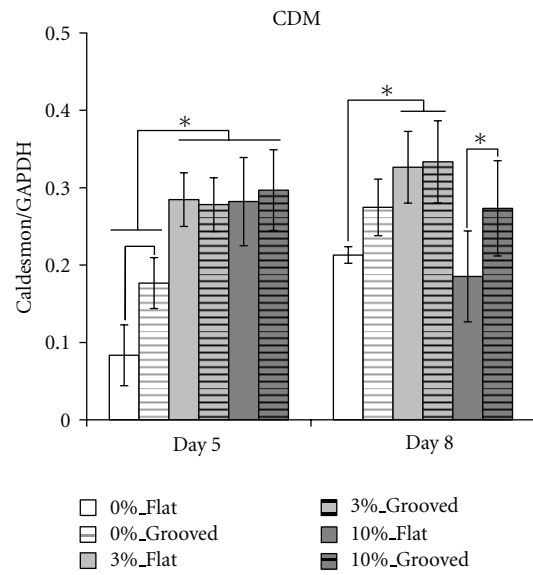 CDM
Caldesmon/GAPDH
0.5
0.4
0.3
0.2
0.1
0
*
*
*
Day 5
Day 8
0%_Flat
0%_Grooved
3%_Flat
3%_Grooved
10%_Flat
10%_Grooved